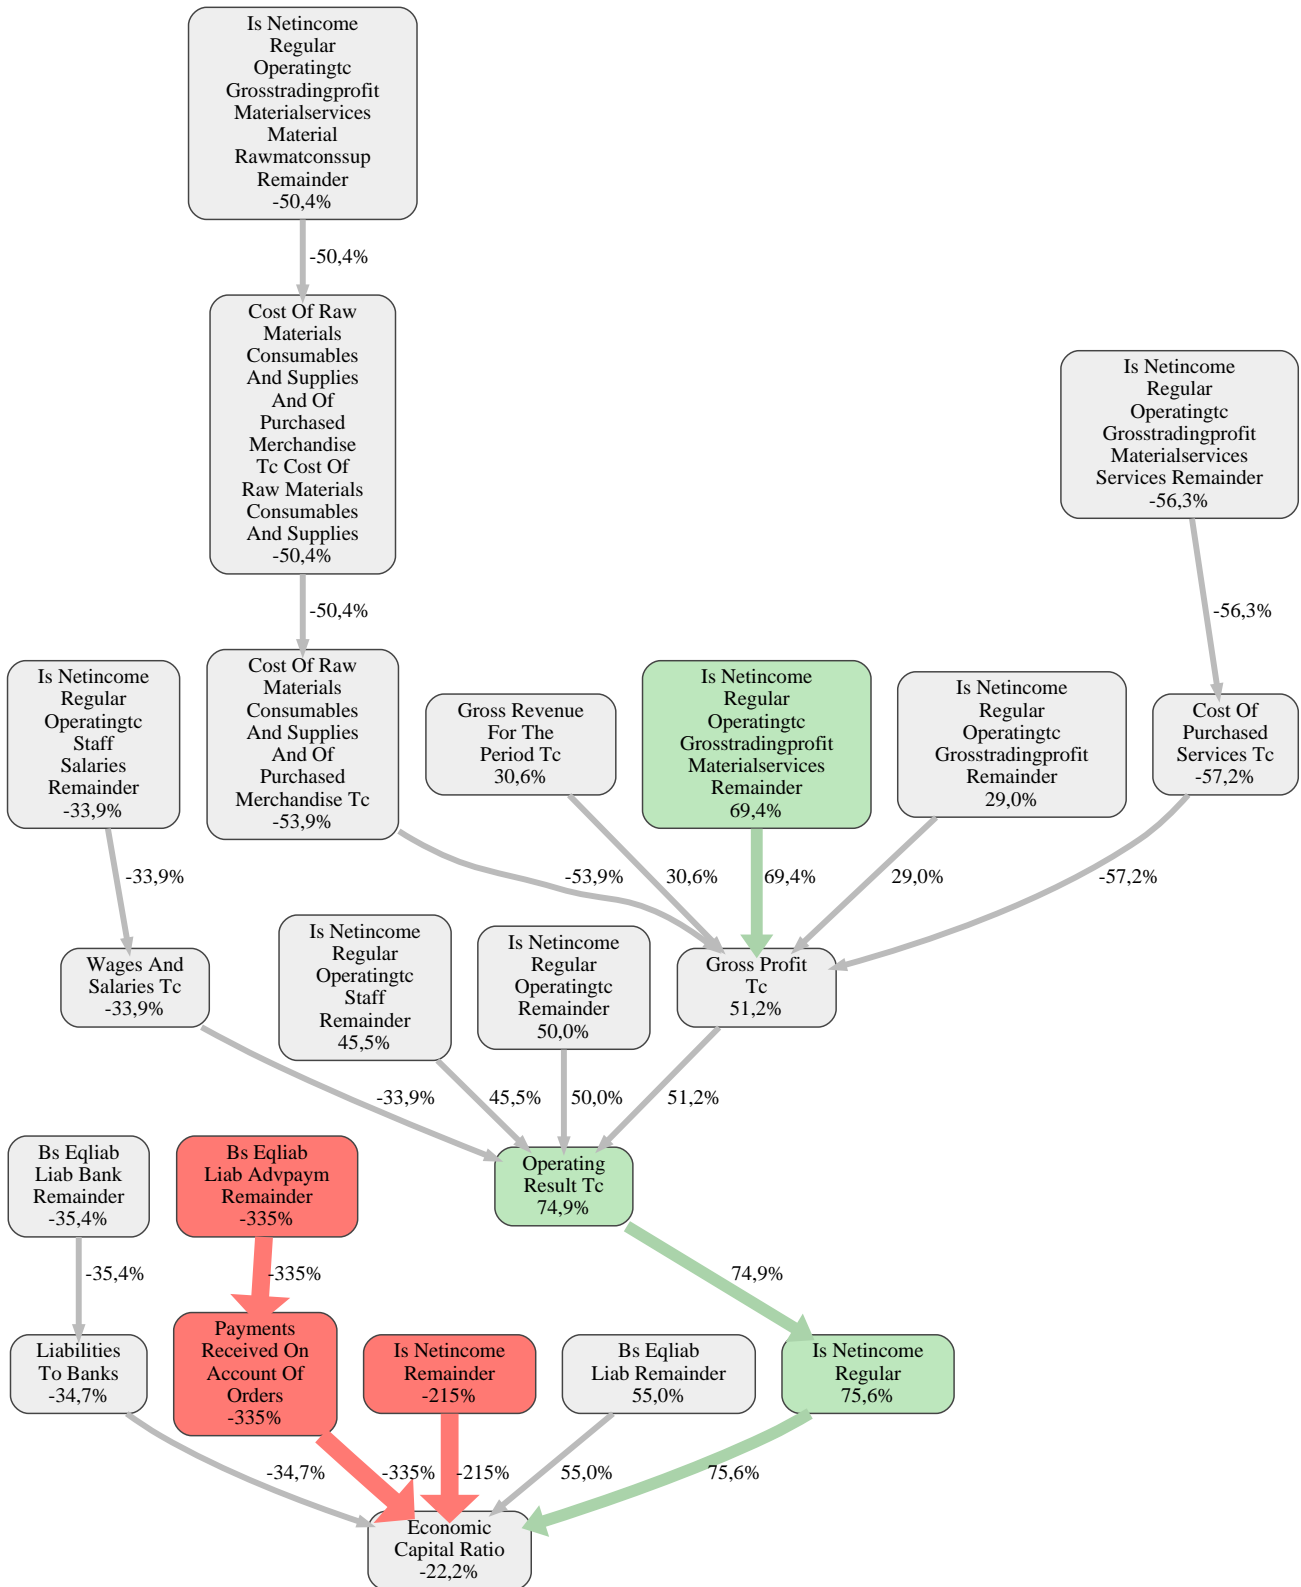 Is Netincome
Regular
Operatingtc
Grosstradingprofit
Materialservices
Material
Rawmatconssup
Remainder
-50,4%
-50,4%
Cost Of Raw
Materials
Consumables
And Supplies
And Of
Purchased
Merchandise
Tc Cost Of
Raw Materials
Consumables
And Supplies
-50,4%
Is Netincome
Regular
Operatingtc
Grosstradingprofit
Materialservices
Services Remainder
-56,3%
-50,4%
-56,3%
Is Netincome
Regular
Operatingtc
Staff
Salaries
Remainder
-33,9%
Cost Of Raw
Materials
Consumables
And Supplies
And Of
Purchased
Merchandise Tc
-53,9%
Gross Revenue
For The
Period Tc
30,6%
Is Netincome
Regular
Operatingtc
Grosstradingprofit
Materialservices
Remainder
69,4%
Is Netincome
Regular
Operatingtc
Grosstradingprofit
Remainder
29,0%
Cost Of
Purchased
Services Tc
-57,2%
-33,9%
-53,9%
30,6%
69,4%
29,0%
-57,2%
Wages And
Salaries Tc
-33,9%
Is Netincome
Regular
Operatingtc
Staff
Remainder
45,5%
Is Netincome
Regular
Operatingtc
Remainder
50,0%
Gross Profit
Tc
51,2%
-33,9%
45,5%
50,0%
51,2%
Bs Eqliab
Liab Bank
Remainder
-35,4%
Bs Eqliab
Liab Advpaym
Remainder
-335%
Operating
Result Tc
74,9%
-35,4%
-335%
74,9%
Liabilities
To Banks
-34,7%
Payments
Received On
Account Of
Orders
-335%
Is Netincome
Remainder
-215%
Bs Eqliab
Liab Remainder
55,0%
Is Netincome
Regular
75,6%
-34,7%
-335%
-215%
55,0%
75,6%
Economic
Capital Ratio
-22,2%